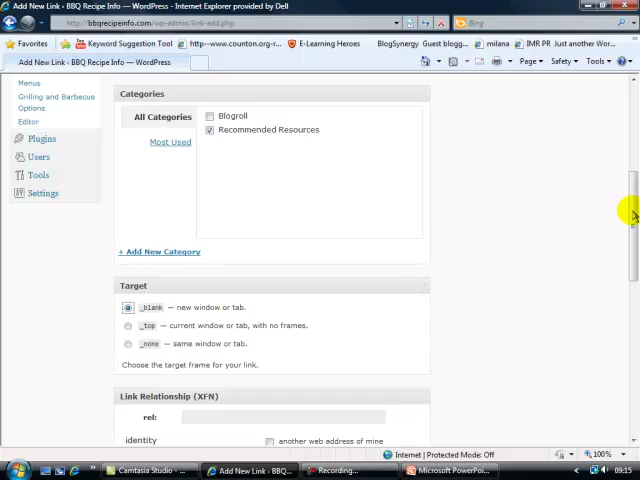 Add New Link ‹ BBQ Recipe Info — WordPress - Internet Explorer provided by Dell
http://bbqrecipeinfo.com/wp-admin/link-add.php
Bing
Favorites Keyword Suggestion Tool http--www.counton.org-r... E-Learning Heroes BlogSynergy Guest blogg... milana IMR PR Just another Wor...
Add New Link ‹ BBQ Recipe Info — WordPress
Page Safety Tools
Menus
Grilling and Barbecue
Options
Editor
Plugins
Users
Tools
Settings
Categories
All Categories
Most Used
Blogroll
Recommended Resources
+ Add New Category
Target
_blank — new window or tab.
_top — current window or tab, with no frames.
_none — same window or tab.
Choose the target frame for your link.
Link Relationship (XFN)
rel:
identity another web address of mine
Internet | Protected Mode: Off 100%
Camtasia Studio - ... Add New Link ‹ BBQ... Recording... Microsoft PowerPoi... 09:15